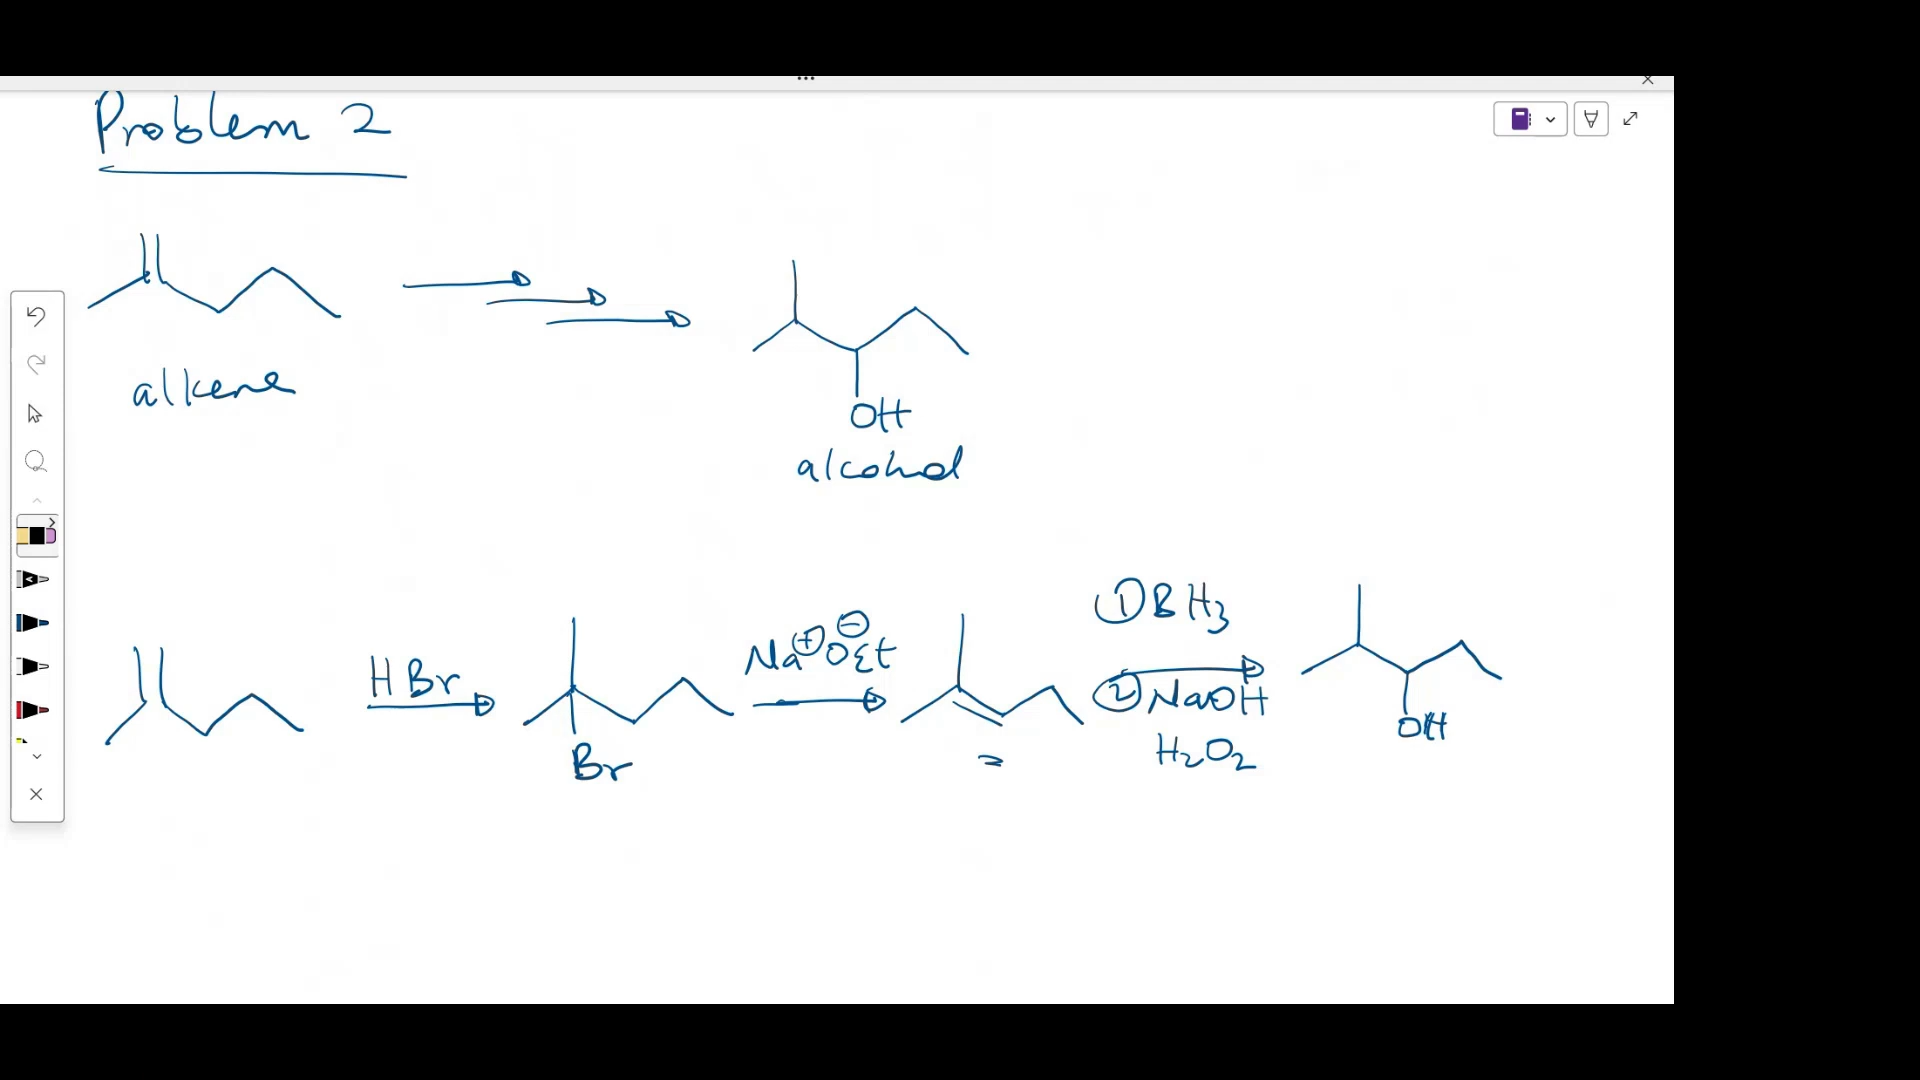 Problem 2
alkene
OH
alcohol
HBr
Br
Na⊕ ⊖OEt
① BH3
② NaOH
H2O2
OH